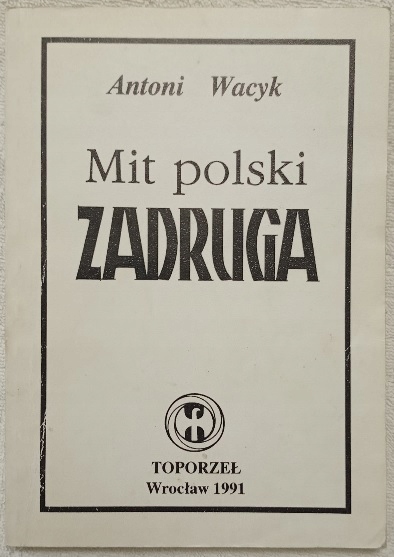 Antoni Wacyk
Mit polski
ZADRUGA
TOPORZEŁ
Wrocław 1991